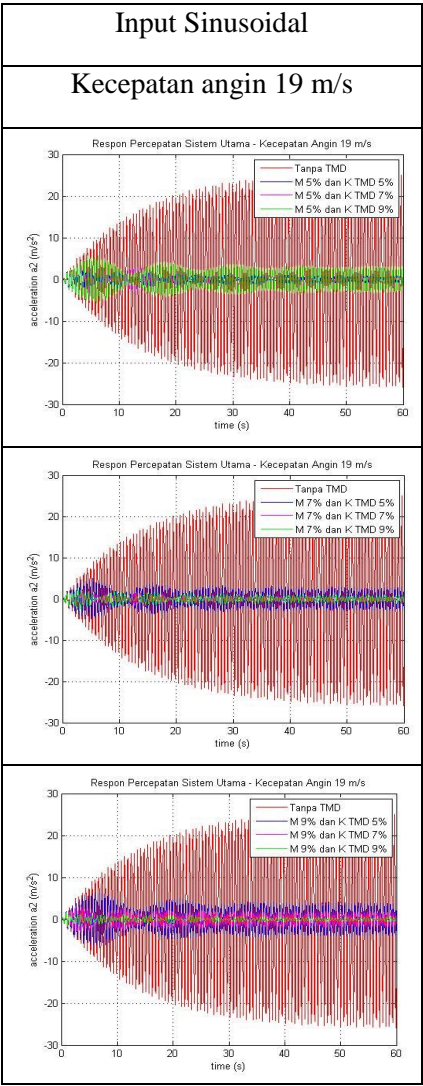 Input Sinusoidal
Kecepatan angin 19 m/s
Respon Percepatan Sistem Utama - Kecepatan Angin 19 m/s
30
20
10
0
-10
-20
-30
acceleration a2 (m/s²)
Tanpa TMD
M 5% dan K TMD 5%
M 5% dan K TMD 7%
M 5% dan K TMD 9%
0 10 20 30 40 50 60
time (s)
Respon Percepatan Sistem Utama - Kecepatan Angin 19 m/s
30
20
10
0
-10
-20
-30
acceleration a2 (m/s²)
Tanpa TMD
M 7% dan K TMD 5%
M 7% dan K TMD 7%
M 7% dan K TMD 9%
0 10 20 30 40 50 60
time (s)
Respon Percepatan Sistem Utama - Kecepatan Angin 19 m/s
30
20
10
0
-10
-20
-30
acceleration a2 (m/s²)
Tanpa TMD
M 9% dan K TMD 5%
M 9% dan K TMD 7%
M 9% dan K TMD 9%
0 10 20 30 40 50 60
time (s)